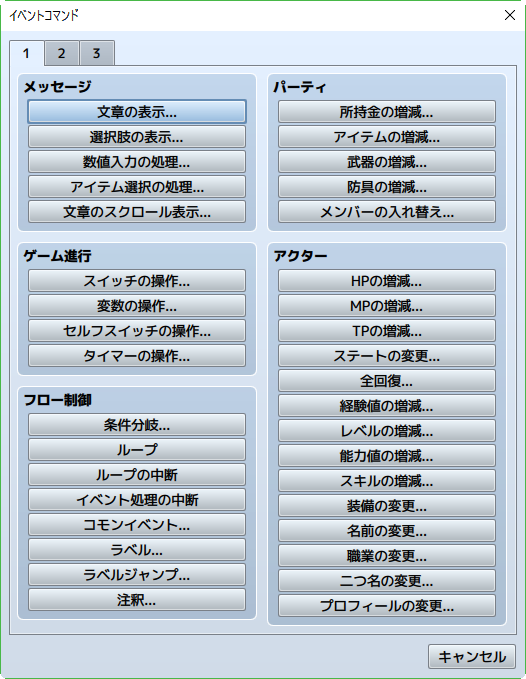 イベントコマンド
1 2 3
メッセージ
文章の表示...
選択肢の表示...
数値入力の処理...
アイテム選択の処理...
文章のスクロール表示...
ゲーム進行
スイッチの操作...
変数の操作...
セルフスイッチの操作...
タイマーの操作...
フロー制御
条件分岐...
ループ
ループの中断
イベント処理の中断
コモンイベント...
ラベル...
ラベルジャンプ...
注釈...
パーティ
所持金の増減...
アイテムの増減...
武器の増減...
防具の増減...
メンバーの入れ替え...
アクター
HPの増減...
MPの増減...
TPの増減...
ステートの変更...
全回復...
経験値の増減...
レベルの増減...
能力値の増減...
スキルの増減...
装備の変更...
名前の変更...
職業の変更...
二つ名の変更...
プロフィールの変更...
キャンセル